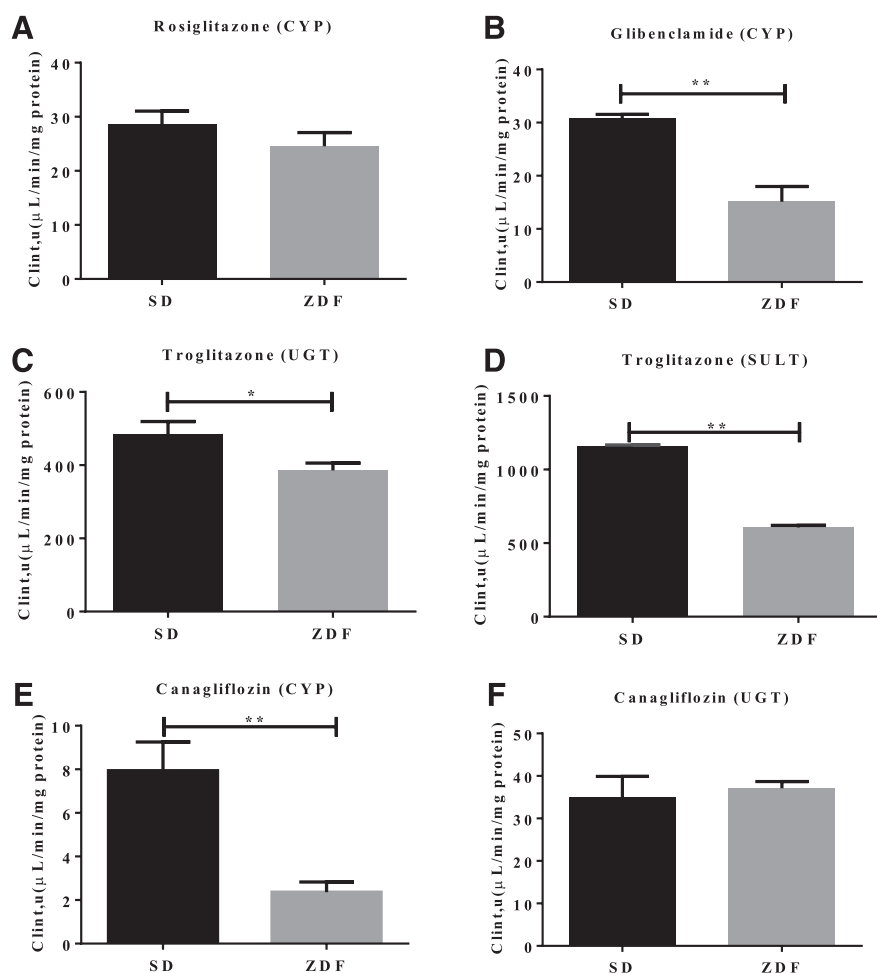 A
Rosiglitazone (CYP)
Clint,u(μL/min/mg protein)
40
30
20
10
0
SD
ZDF
B
Glibenclamide (CYP)
Clint,u(μL/min/mg protein)
40
30
20
10
0
**
SD
ZDF
C
Troglitazone (UGT)
Clint,u(μL/min/mg protein)
600
400
200
0
*
SD
ZDF
D
Troglitazone (SULT)
Clint,u(μL/min/mg protein)
1500
1000
500
0
**
SD
ZDF
E
Canagliflozin (CYP)
Clint,u(μL/min/mg protein)
10
8
6
4
2
0
**
SD
ZDF
F
Canagliflozin (UGT)
Clint,u(μL/min/mg protein)
50
40
30
20
10
0
SD
ZDF